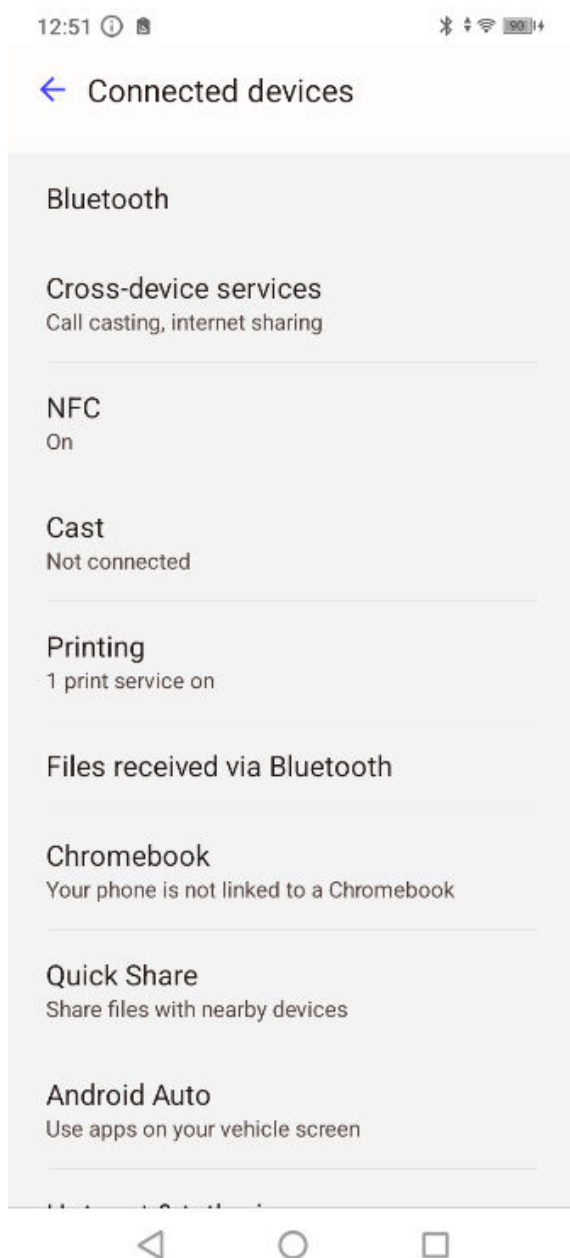 12:51
90
Connected devices
Bluetooth
Cross-device services
Call casting, internet sharing
NFC
On
Cast
Not connected
Printing
1 print service on
Files received via Bluetooth
Chromebook
Your phone is not linked to a Chromebook
Quick Share
Share files with nearby devices
Android Auto
Use apps on your vehicle screen